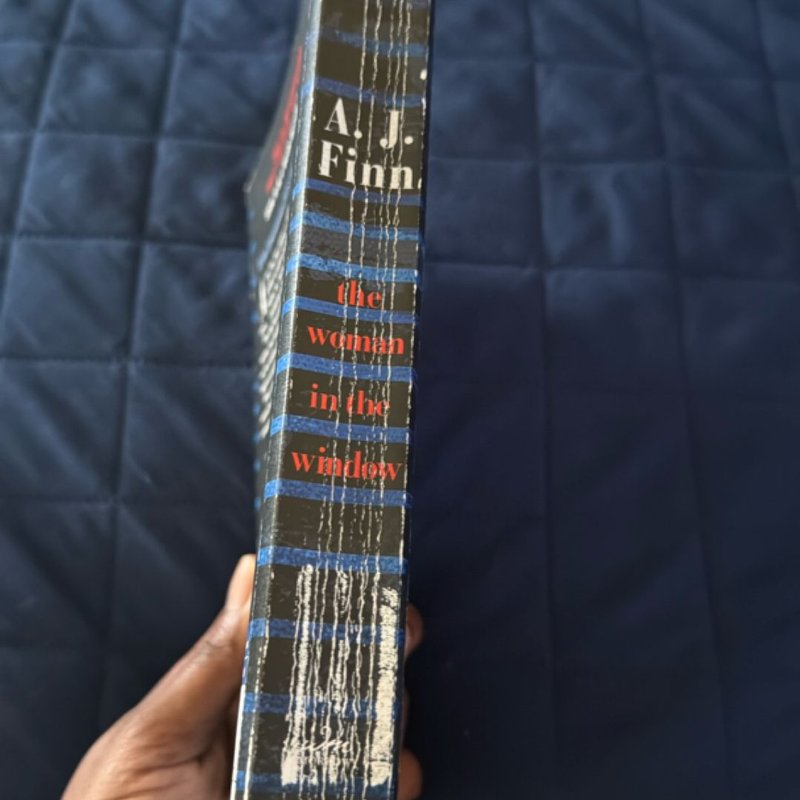 A. J.
Finn
the
woman
in the
window